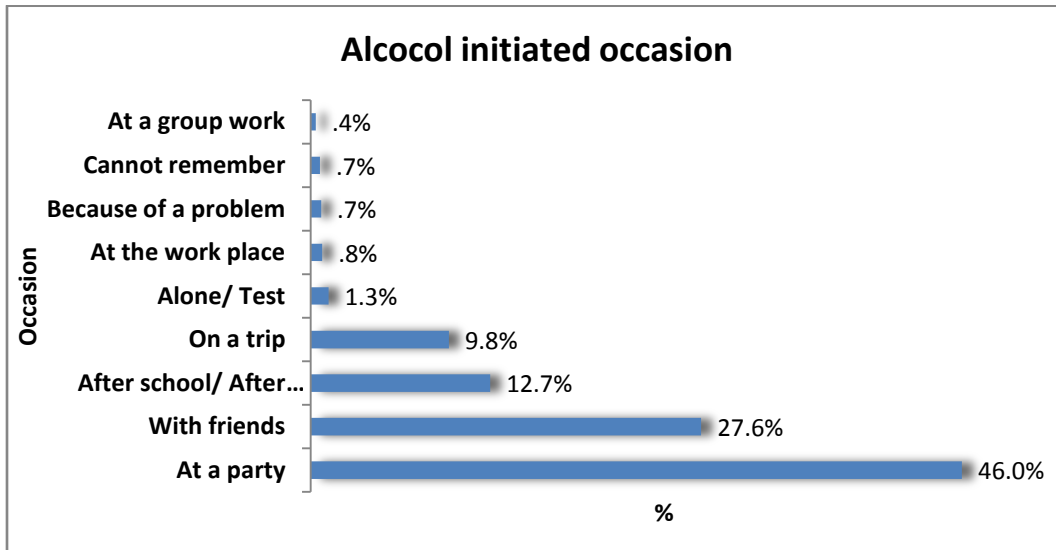 Alcocol initiated occasion
Occasion
At a group work .4%
Cannot remember .7%
Because of a problem .7%
At the work place .8%
Alone/ Test 1.3%
On a trip 9.8%
After school/ After… 12.7%
With friends 27.6%
At a party 46.0%
%